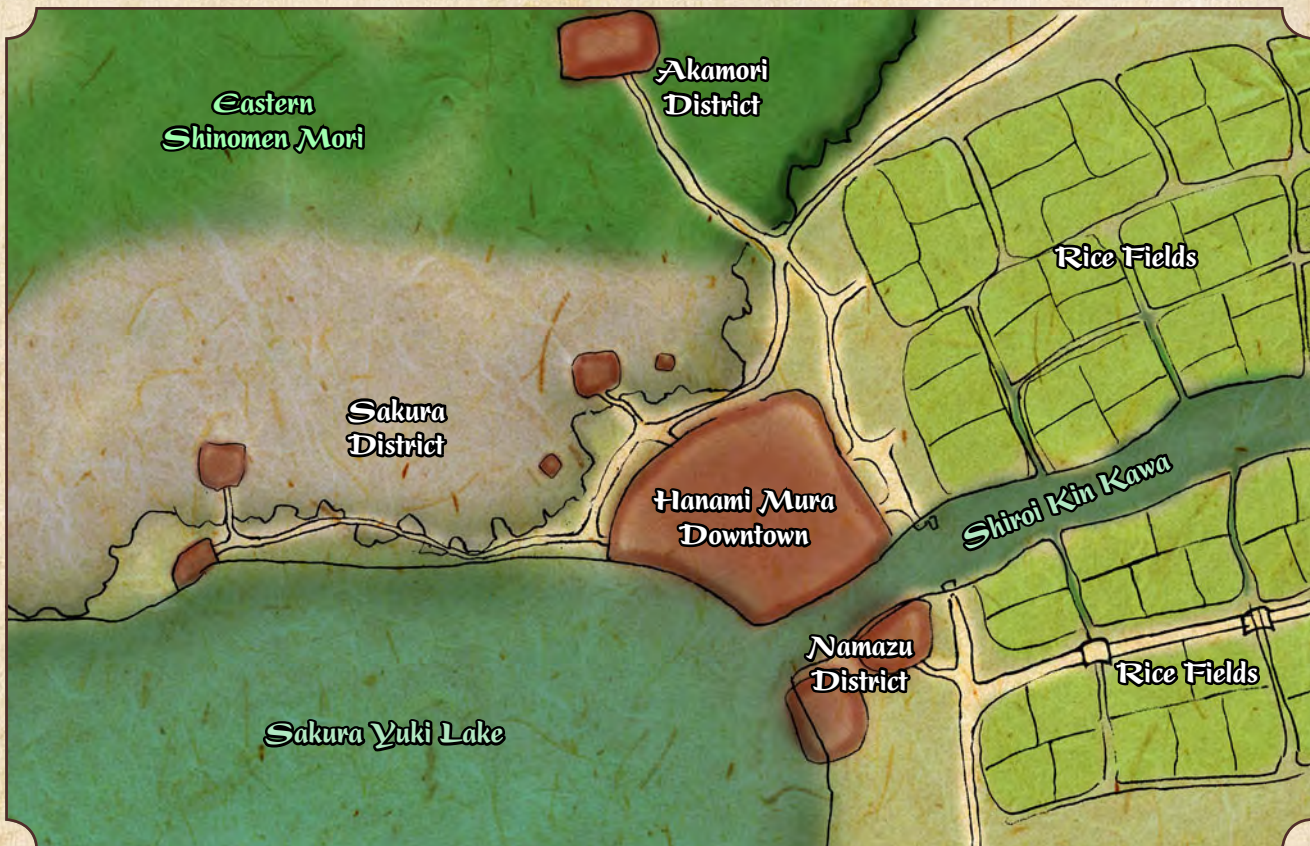 Akamori
District
Eastern
Shinomen Mori
Rice Fields
Sakura
District
Hanami Mura
Downtown
Shiroi Kin Kawa
Namazu
District
Rice Fields
Sakura Yuki Lake